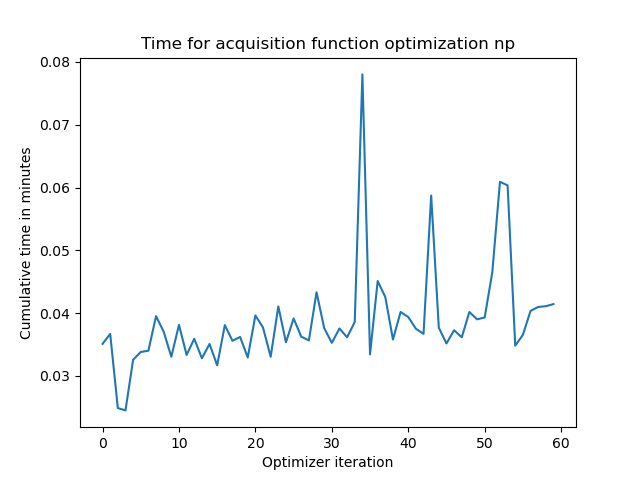 Time for acquisition function optimization np
Cumulative time in minutes
0.08
0.07
0.06
0.05
0.04
0.03
0 10 20 30 40 50 60
Optimizer iteration